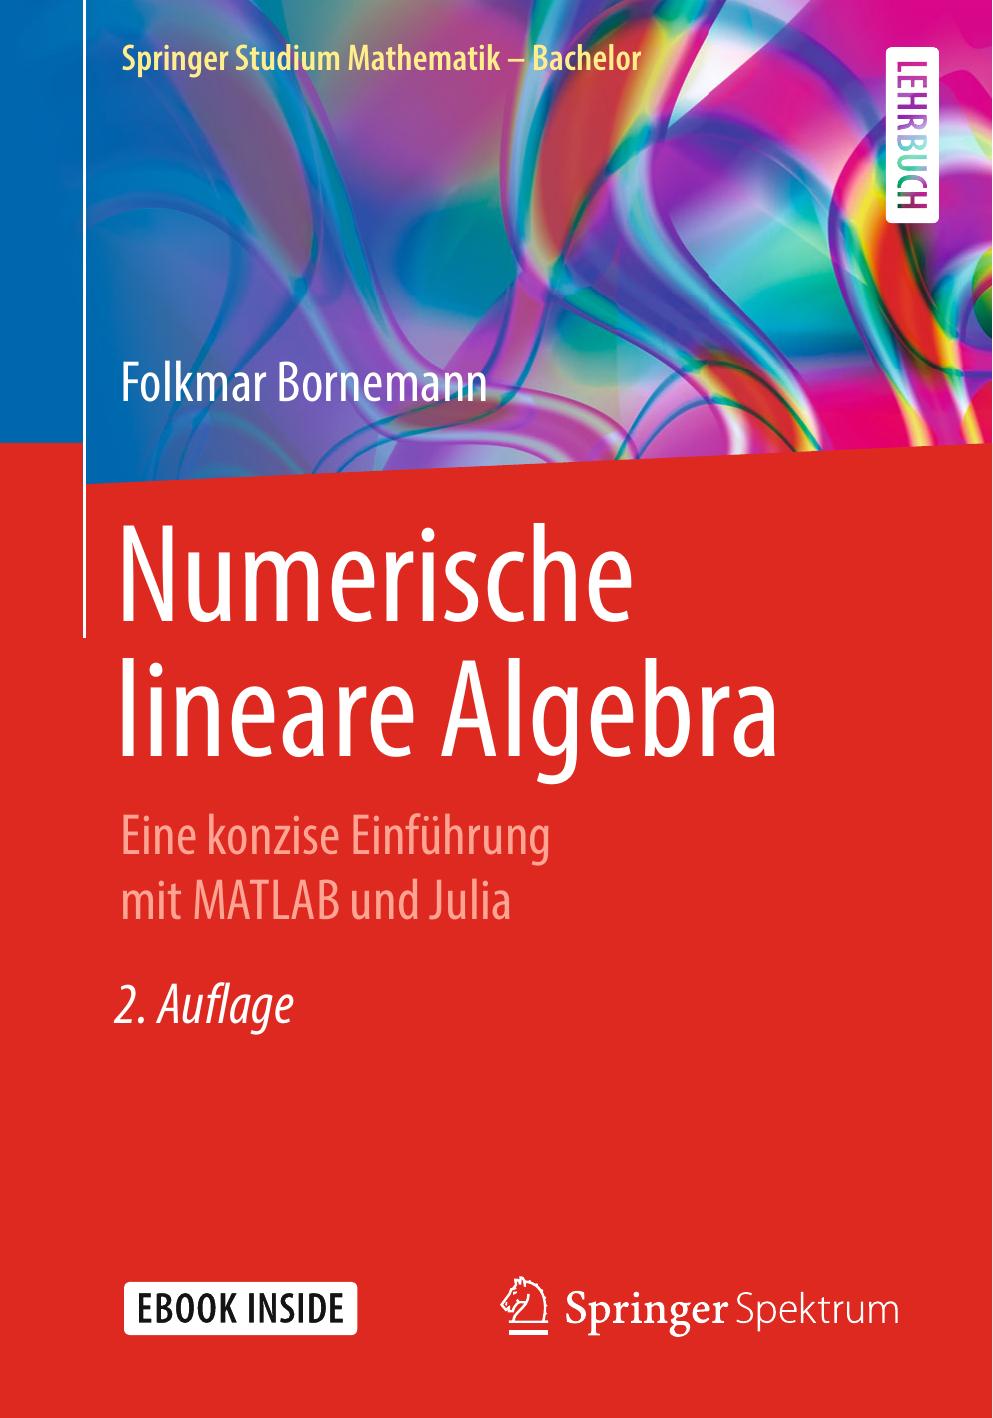 Springer Studium Mathematik – Bachelor
LEHRBUCH
Folkmar Bornemann
Numerische
lineare Algebra
Eine konzise Einführung
mit MATLAB und Julia
2. Auflage
EBOOK INSIDE
Springer Spektrum